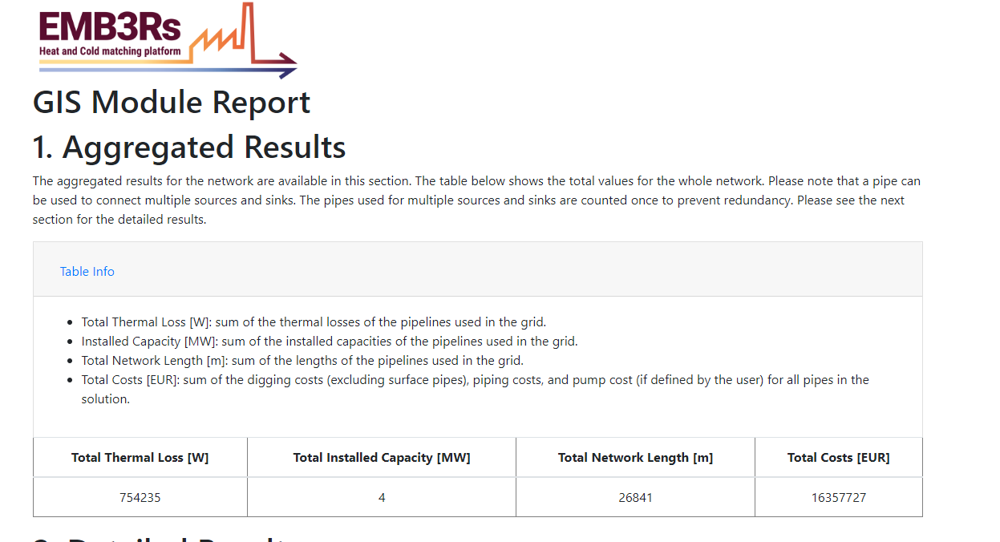 EMB3Rs
Heat and Cold matching platform
GIS Module Report
1. Aggregated Results
The aggregated results for the network are available in this section. The table below shows the total values for the whole network. Please note that a pipe can
be used to connect multiple sources and sinks. The pipes used for multiple sources and sinks are counted once to prevent redundancy. Please see the next
section for the detailed results.
Table Info
• Total Thermal Loss [W]: sum of the thermal losses of the pipelines used in the grid.
• Installed Capacity [MW]: sum of the installed capacities of the pipelines used in the grid.
• Total Network Length [m]: sum of the lengths of the pipelines used in the grid.
• Total Costs [EUR]: sum of the digging costs (excluding surface pipes), piping costs, and pump cost (if defined by the user) for all pipes in the
solution.
Total Thermal Loss [W] Total Installed Capacity [MW] Total Network Length [m] Total Costs [EUR]
754235 4 26841 16357727